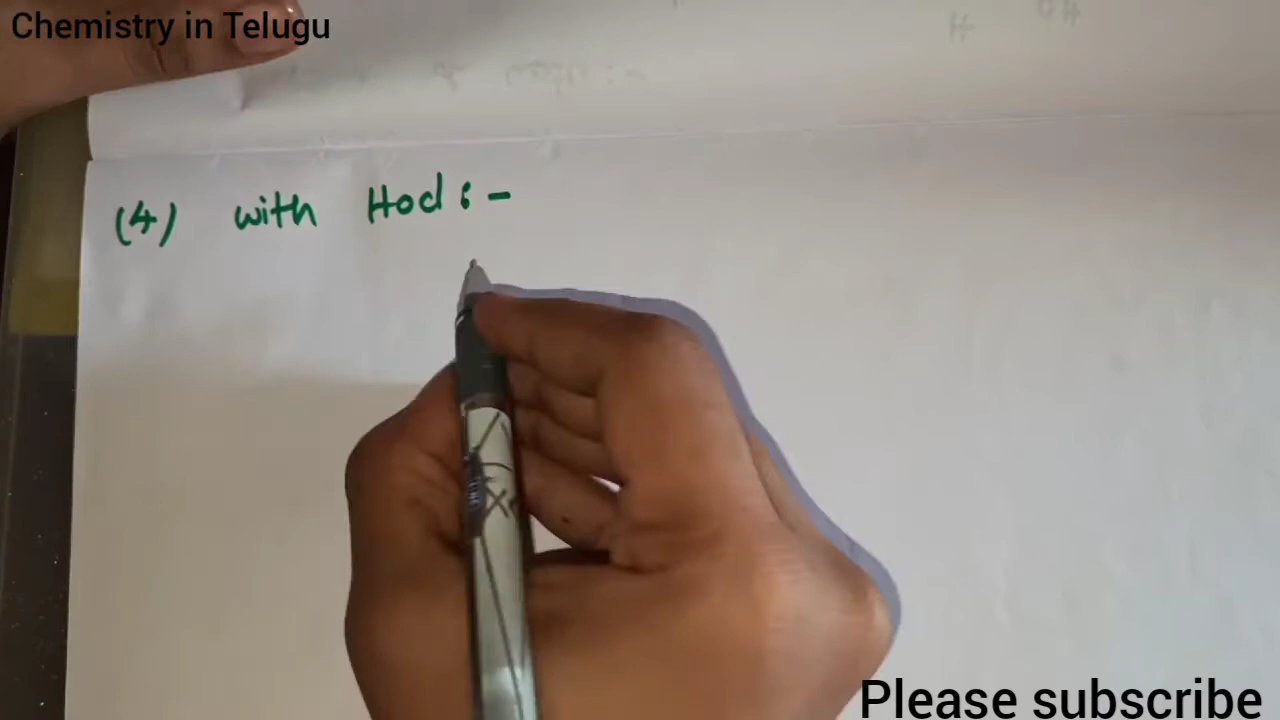 Chemistry in Telugu
(4) with Hocl :-
Please subscribe